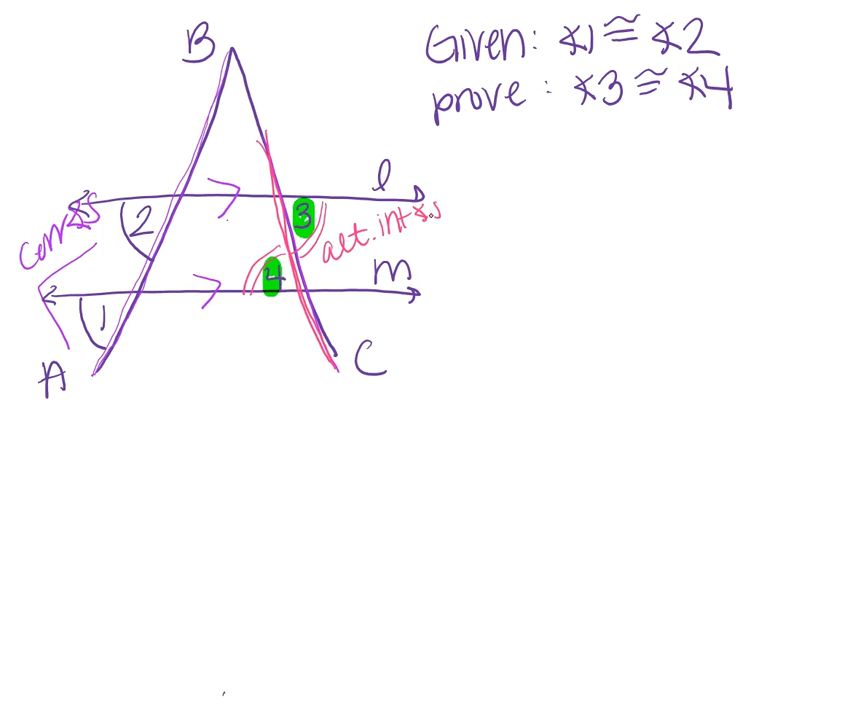 B
Given: ∡1 ≅ ∡2
prove : ∡3 ≅ ∡4
l
corr ∡s
2
3
alt. int ∡s.
4
m
1
A
C